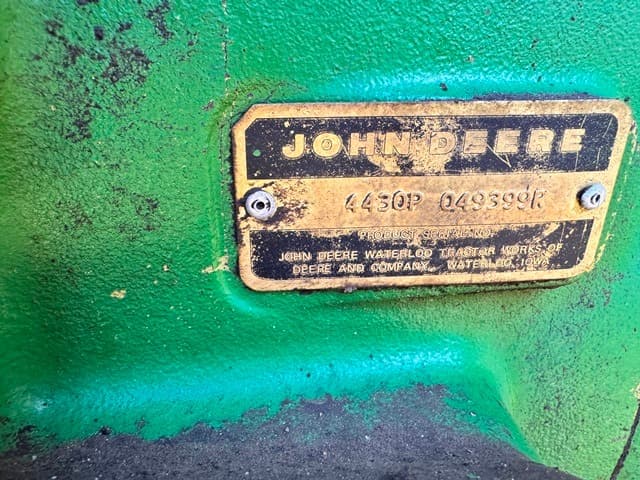 JOHN DEERE
4430P 049399R
PRODUCT SERIAL NO.
JOHN DEERE WATERLOO TRACTOR WORKS OF
DEERE AND COMPANY, WATERLOO, IOWA